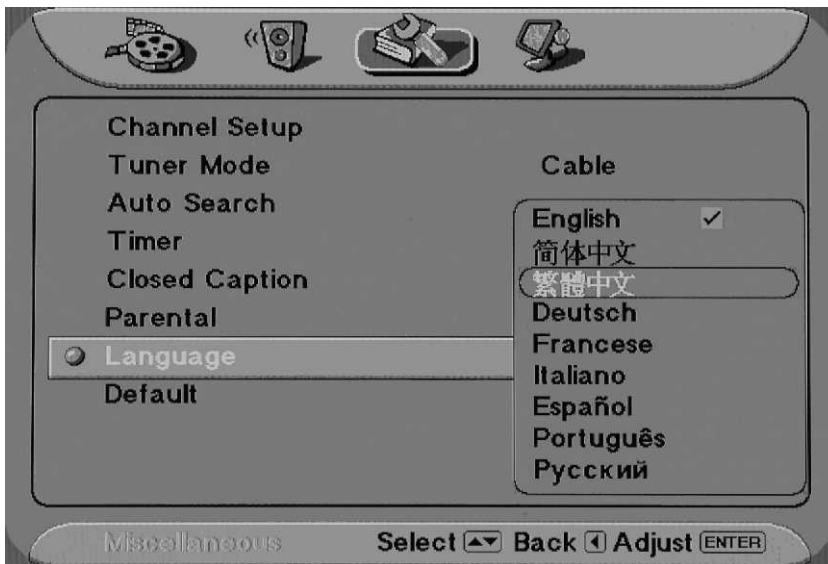 Channel Setup
Tuner Mode Cable
Auto Search
Timer
Closed Caption
Parental
Language
Default
English
简体中文
繁體中文
Deutsch
Francese
Italiano
Español
Português
Русский
Miscellaneous Select Back Adjust ENTER